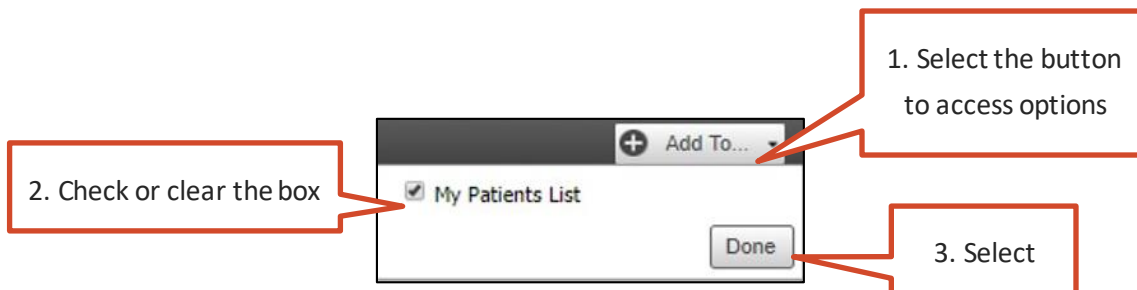 1. Select the button
to access options
Add To...
2. Check or clear the box
My Patients List
Done
3. Select